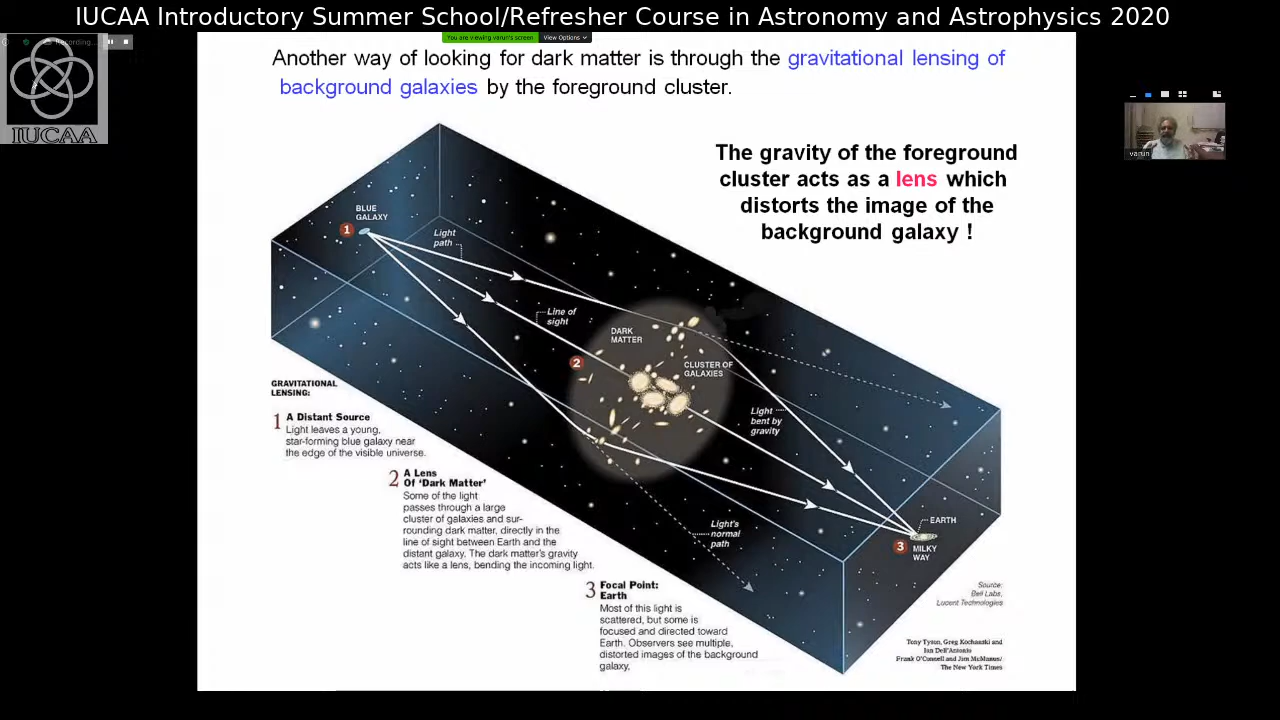 IUCAA Introductory Summer School/Refresher Course in Astronomy and Astrophysics 2020
You are viewing varun's screen
View Options
Recording...
IUCAA
varun
Another way of looking for dark matter is through the gravitational lensing of
background galaxies by the foreground cluster.
The gravity of the foreground
cluster acts as a lens which
distorts the image of the
background galaxy !
BLUE
GALAXY
1
Light
path
Line of
sight
DARK
MATTER
2
CLUSTER OF
GALAXIES
Light
bent by
gravity
Light's
normal
path
EARTH
3
MILKY
WAY
GRAVITATIONAL
LENSING:
1 A Distant Source
Light leaves a young,
star-forming blue galaxy near
the edge of the visible universe.
2 A Lens
Of 'Dark Matter'
Some of the light
passes through a large
cluster of galaxies and sur-
rounding dark matter, directly in the
line of sight between Earth and the
distant galaxy. The dark matter's gravity
acts like a lens, bending the incoming light.
3 Focal Point:
Earth
Most of this light is
scattered, but some is
focused and directed toward
Earth. Observers see multiple,
distorted images of the background
galaxy.
Source:
Bell Labs,
Lucent Technologies
Tony Tyson, Greg Kochanski and
Ian Dell'Antonio
Frank O'Connell and Jim McManus/
The New York Times